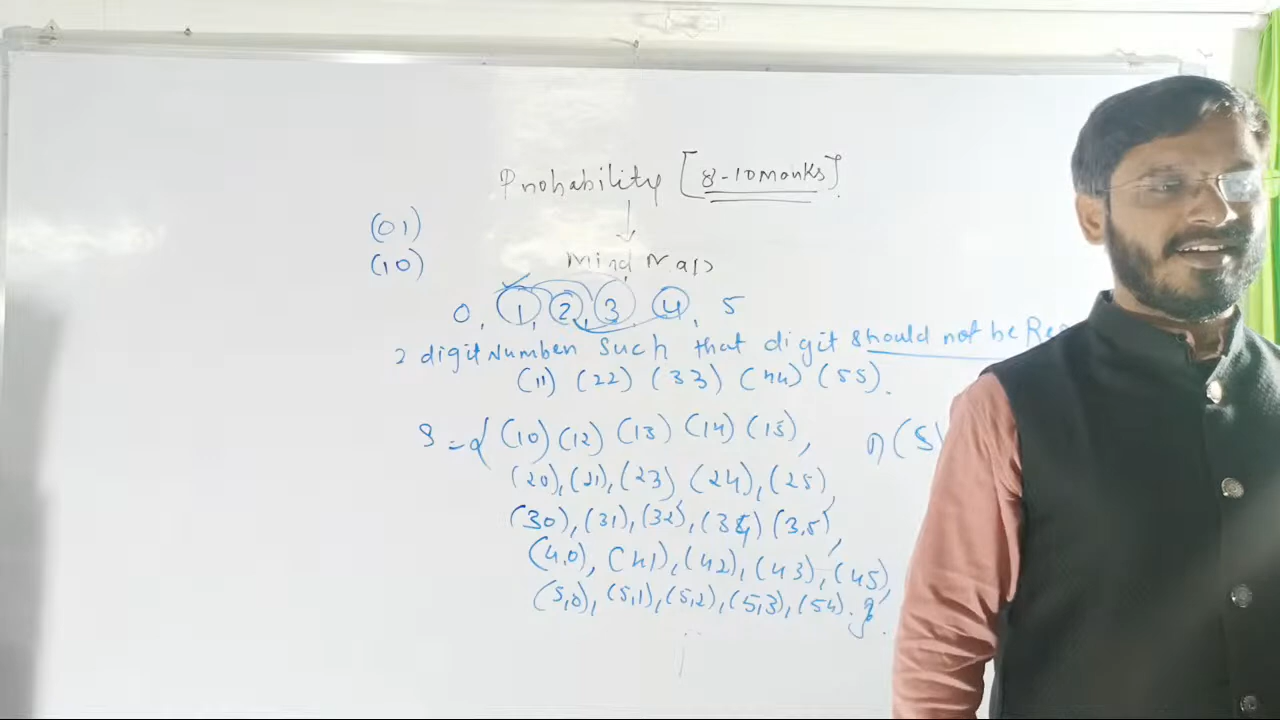 Probability [8-10 marks]
(01)
(10)
Mind Map
0, 1, 2, 3, 4, 5
2 digit Number Such that digit should not be Re
(11) (22) (33) (44) (55).
S = { (10) (12) (13) (14) (15), n(S)
(20), (21), (23), (24), (25),
(30), (31), (32), (34) (3,5),
(4,0), (41), (42), (43), (45),
(5,0), (5,1), (5,2), (5,3), (54). }.